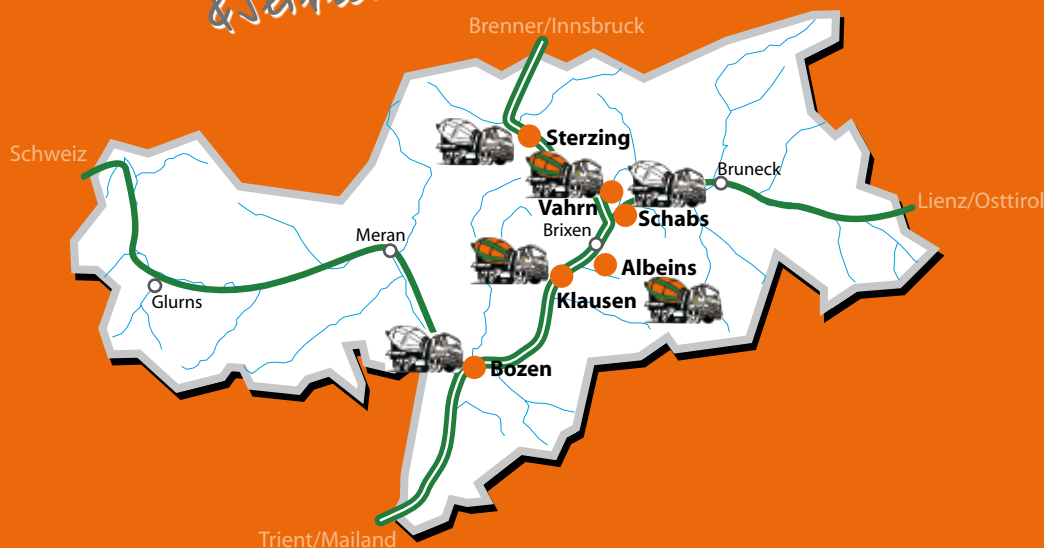 Brenner/Innsbruck
Sterzing
Schweiz
Bruneck
Vahrn
Lienz/Osttirol
Schabs
Brixen
Meran
Albeins
Glurns
Klausen
Bozen
Trient/Mailand